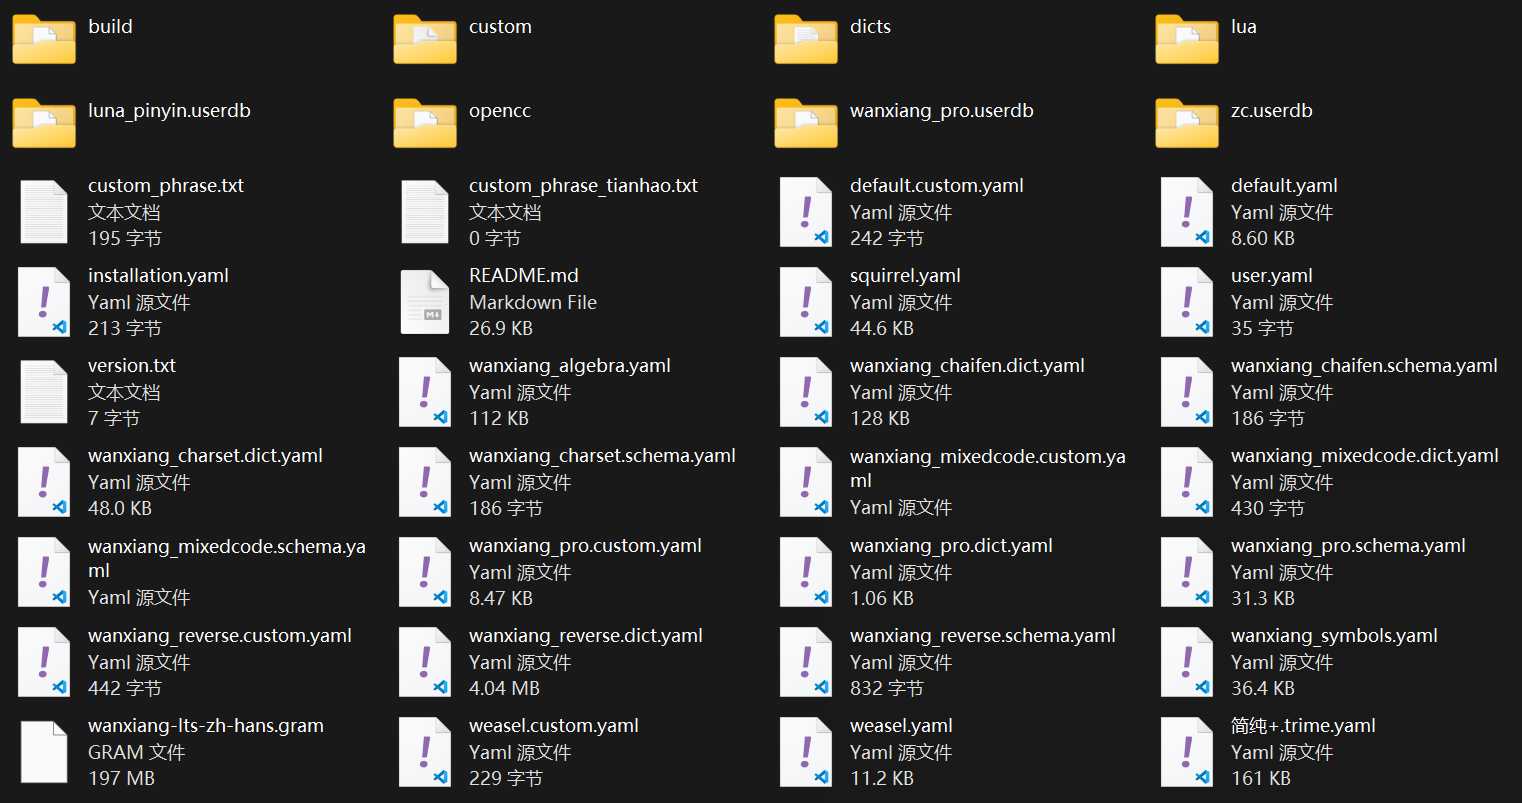 build
custom
dicts
lua
luna_pinyin.userdb
opencc
wanxiang_pro.userdb
zc.userdb
custom_phrase.txt
文本文档
195 字节
custom_phrase_tianhao.txt
文本文档
0 字节
default.custom.yaml
Yaml 源文件
242 字节
default.yaml
Yaml 源文件
8.60 KB
installation.yaml
Yaml 源文件
213 字节
README.md
Markdown File
26.9 KB
squirrel.yaml
Yaml 源文件
44.6 KB
user.yaml
Yaml 源文件
35 字节
version.txt
文本文档
7 字节
wanxiang_algebra.yaml
Yaml 源文件
112 KB
wanxiang_chaifen.dict.yaml
Yaml 源文件
128 KB
wanxiang_chaifen.schema.yaml
Yaml 源文件
186 字节
wanxiang_charset.dict.yaml
Yaml 源文件
48.0 KB
wanxiang_charset.schema.yaml
Yaml 源文件
186 字节
wanxiang_mixedcode.custom.ya
ml
Yaml 源文件
wanxiang_mixedcode.dict.yaml
Yaml 源文件
430 字节
wanxiang_mixedcode.schema.ya
ml
Yaml 源文件
wanxiang_pro.custom.yaml
Yaml 源文件
8.47 KB
wanxiang_pro.dict.yaml
Yaml 源文件
1.06 KB
wanxiang_pro.schema.yaml
Yaml 源文件
31.3 KB
wanxiang_reverse.custom.yaml
Yaml 源文件
442 字节
wanxiang_reverse.dict.yaml
Yaml 源文件
4.04 MB
wanxiang_reverse.schema.yaml
Yaml 源文件
832 字节
wanxiang_symbols.yaml
Yaml 源文件
36.4 KB
wanxiang-lts-zh-hans.gram
GRAM 文件
197 MB
weasel.custom.yaml
Yaml 源文件
229 字节
weasel.yaml
Yaml 源文件
11.2 KB
简纯+.trime.yaml
Yaml 源文件
161 KB